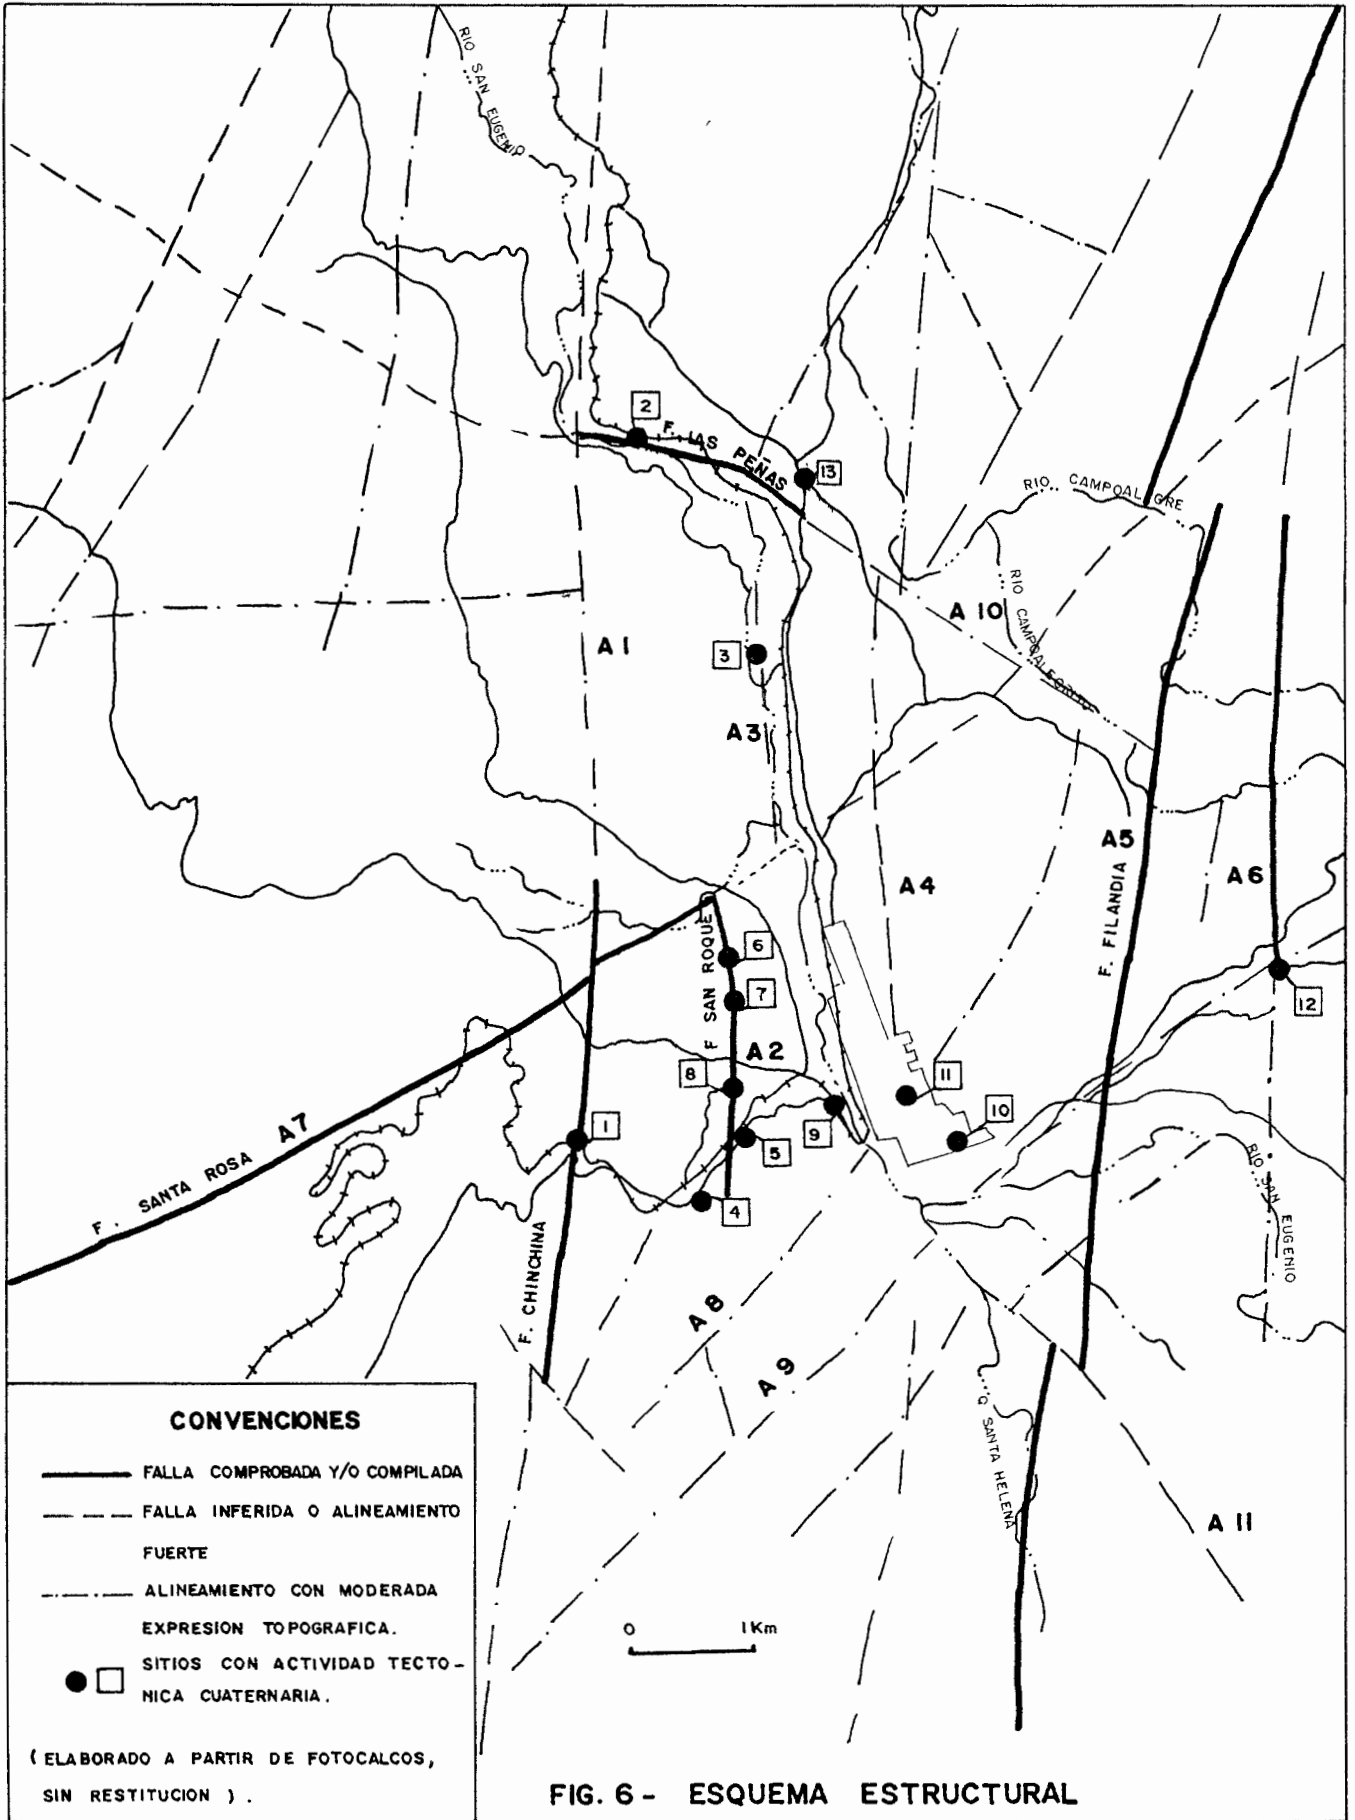 RIO SAN EUGENIO
2
F. LAS PEÑAS
13
RIO CAMPOALEGRE
RIO CAMPOALEGRITO
A 10
A 1
3
A3
A5
A4
A6
F. FILANDIA
F SAN ROQUE
6
7
12
A2
8
11
10
A7
1
9
5
F. SANTA ROSA
4
RIO SAN EUGENIO
F. CHINCHINA
A 8
A 9
Q SANTA HELENA
A 11
CONVENCIONES
FALLA COMPROBADA Y/O COMPILADA
FALLA INFERIDA O ALINEAMIENTO
FUERTE
ALINEAMIENTO CON MODERADA
EXPRESION TOPOGRAFICA.
SITIOS CON ACTIVIDAD TECTO-
NICA CUATERNARIA.
(ELABORADO A PARTIR DE FOTOCALCOS,
SIN RESTITUCION ).
0 1Km
FIG. 6 - ESQUEMA ESTRUCTURAL